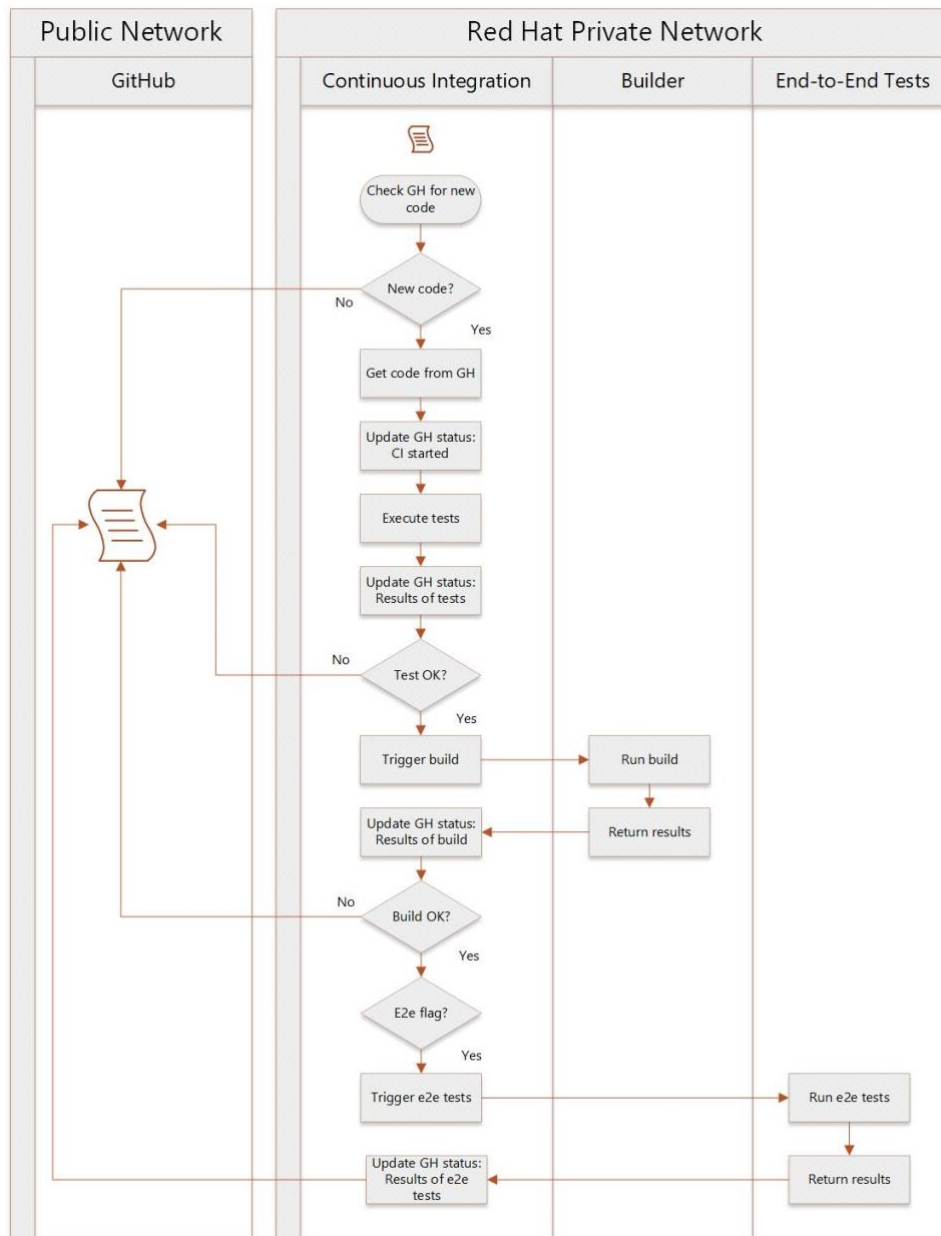 Public Network
Red Hat Private Network
GitHub
Continuous Integration
Builder
End-to-End Tests
Check GH for new
code
New code?
No
Yes
Get code from GH
Update GH status:
CI started
Execute tests
Update GH status:
Results of tests
No
Test OK?
Yes
Trigger build
Run build
Update GH status:
Results of build
Return results
No
Build OK?
Yes
E2e flag?
Yes
Trigger e2e tests
Run e2e tests
Update GH status:
Results of e2e
tests
Return results